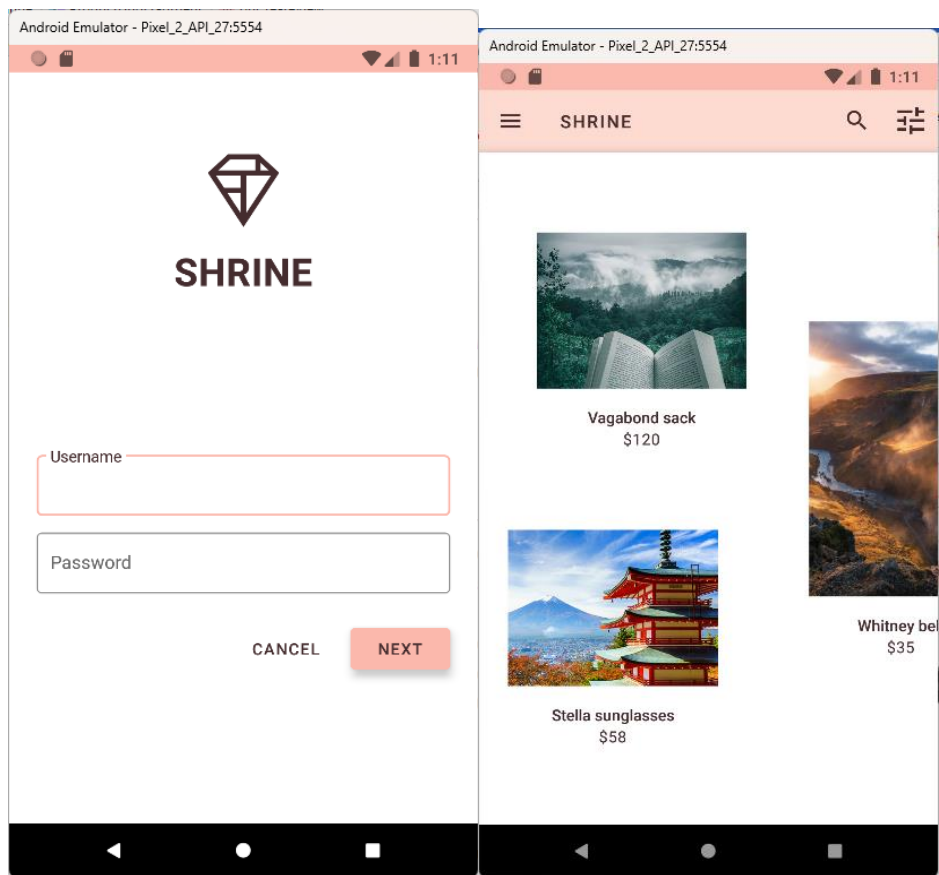 Android Emulator - Pixel_2_API_27:5554
1:11
SHRINE
Username
Password
CANCEL
NEXT
Android Emulator - Pixel_2_API_27:5554
1:11
SHRINE
Vagabond sack
$120
Whitney bel
$35
Stella sunglasses
$58